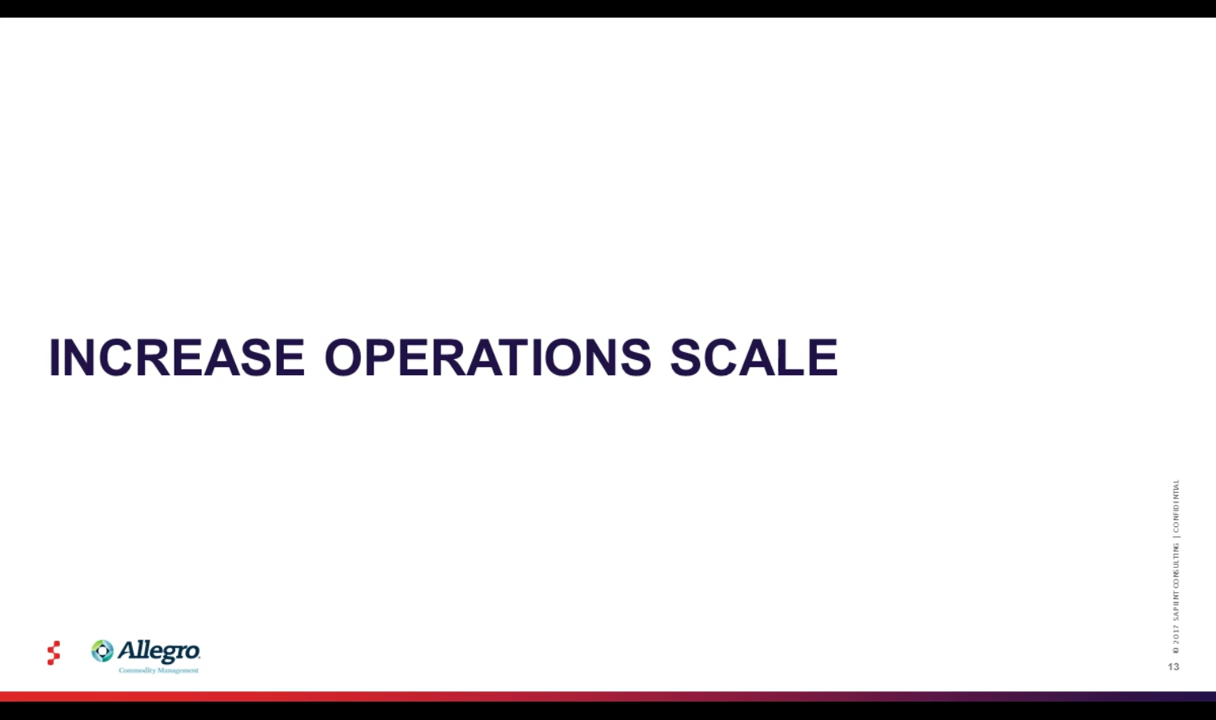 INCREASE OPERATIONS SCALE
© 2017 SAPIENT CONSULTING | CONFIDENTIAL
Allegro.
Commodity Management
13